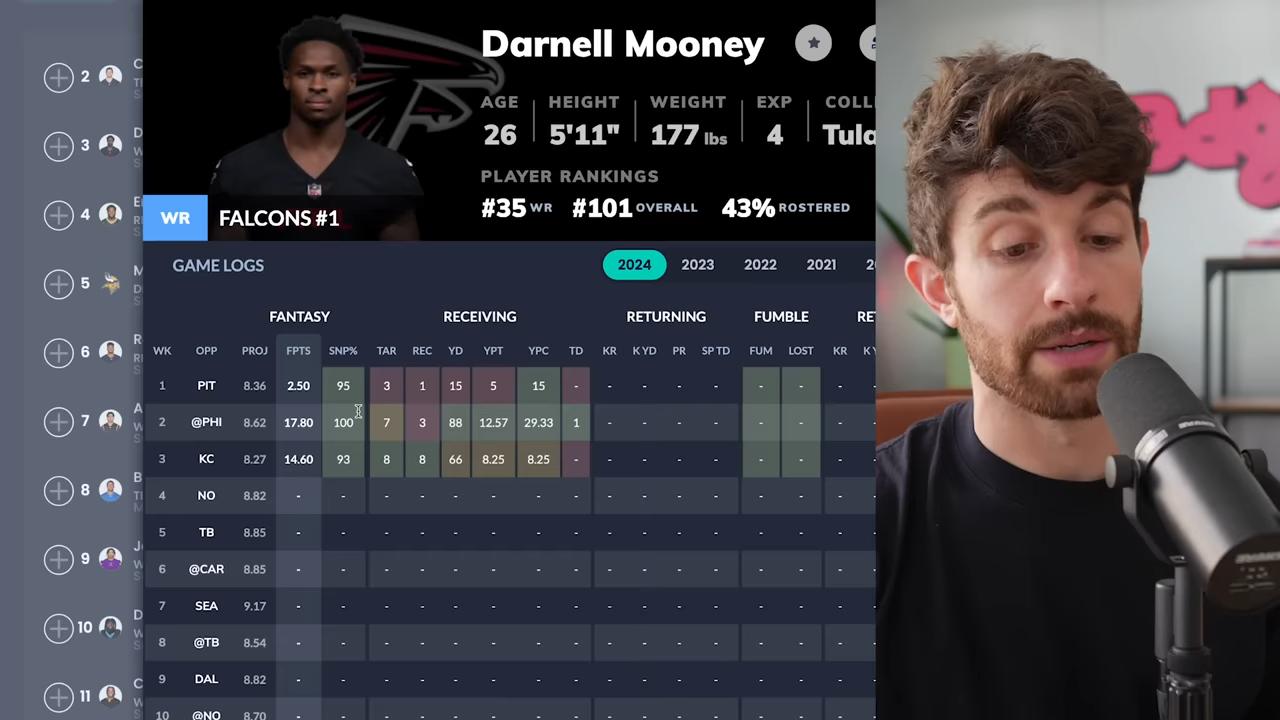 Darnell Mooney
AGE HEIGHT WEIGHT EXP
26 5'11" 177 lbs 4
PLAYER RANKINGS
#35 WR #101 OVERALL 43% ROSTERED
WR FALCONS #1
GAME LOGS 2024 2023 2022 2021
FANTASY RECEIVING RETURNING FUMBLE
WK OPP PROJ FPTS SNP% TAR REC YD YPT YPC TD KR K YD PR SP TD FUM LOST KR
1 PIT 8.36 2.50 95 3 1 15 5 15 - - - - - - - -
2 @PHI 8.62 17.80 100 7 3 88 12.57 29.33 1 - - - - - - -
3 KC 8.27 14.60 93 8 8 66 8.25 8.25 - - - - - - - -
4 NO 8.82 - - - - - - - - - - - - - - -
5 TB 8.85 - - - - - - - - - - - - - - -
6 @CAR 8.85 - - - - - - - - - - - - - - -
7 SEA 9.17 - - - - - - - - - - - - - - -
8 @TB 8.54 - - - - - - - - - - - - - - -
9 DAL 8.82 - - - - - - - - - - - - - - -
10 @NO 8.70 - - - - - - - - - - - - - - -
2
3
4
5
6
7
8
9
10
11